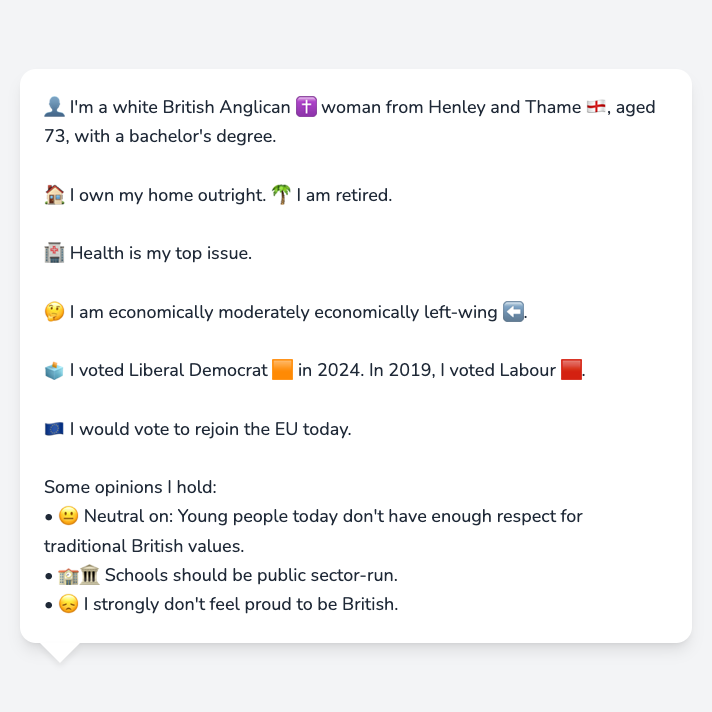 👤 I'm a white British Anglican ✝️ woman from Henley and Thame 🏴󠁧󠁢󠁥󠁮󠁧󠁿, aged
73, with a bachelor's degree.
🏠 I own my home outright. 🌴 I am retired.
🏥 Health is my top issue.
🤔 I am economically moderately economically left-wing ⬅️.
🗳️ I voted Liberal Democrat 🟧 in 2024. In 2019, I voted Labour 🟥.
🇪🇺 I would vote to rejoin the EU today.
Some opinions I hold:
• 😐 Neutral on: Young people today don't have enough respect for
traditional British values.
• 🏫🏛️ Schools should be public sector-run.
• 😞 I strongly don't feel proud to be British.